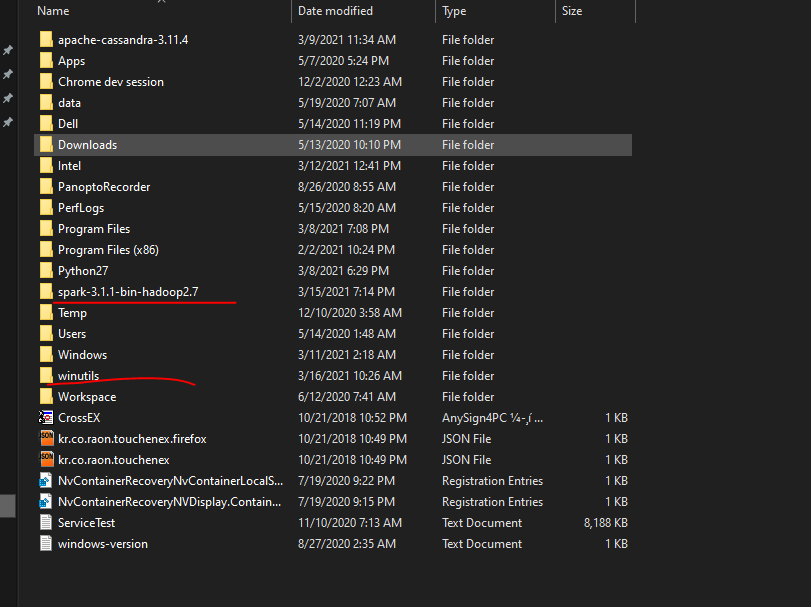 Name Date modified Type Size
apache-cassandra-3.11.4 3/9/2021 11:34 AM File folder
Apps 5/7/2020 5:24 PM File folder
Chrome dev session 12/2/2020 12:23 AM File folder
data 5/19/2020 7:07 AM File folder
Dell 5/14/2020 11:19 PM File folder
Downloads 5/13/2020 10:10 PM File folder
Intel 3/12/2021 12:41 PM File folder
PanoptoRecorder 8/26/2020 8:55 AM File folder
PerfLogs 5/15/2020 8:20 AM File folder
Program Files 3/8/2021 7:08 PM File folder
Program Files (x86) 2/2/2021 10:24 PM File folder
Python27 3/8/2021 6:29 PM File folder
spark-3.1.1-bin-hadoop2.7 3/15/2021 7:14 PM File folder
Temp 12/10/2020 3:58 AM File folder
Users 5/14/2020 1:48 AM File folder
Windows 3/11/2021 2:18 AM File folder
winutils 3/16/2021 10:26 AM File folder
Workspace 6/12/2020 7:41 AM File folder
CrossEX 10/21/2018 10:52 PM AnySign4PC ¼­¸í ...
kr.co.raon.touchenex.firefox 10/21/2018 10:49 PM JSON File 1 KB
kr.co.raon.touchenex 10/21/2018 10:49 PM JSON File 1 KB
NvContainerRecoveryNvContainerLocalS... 7/19/2020 9:22 PM Registration Entries 1 KB
NvContainerRecoveryNVDisplay.Contain... 7/19/2020 9:15 PM Registration Entries 1 KB
ServiceTest 11/10/2020 7:13 AM Text Document 8,188 KB
windows-version 8/27/2020 2:35 AM Text Document 1 KB